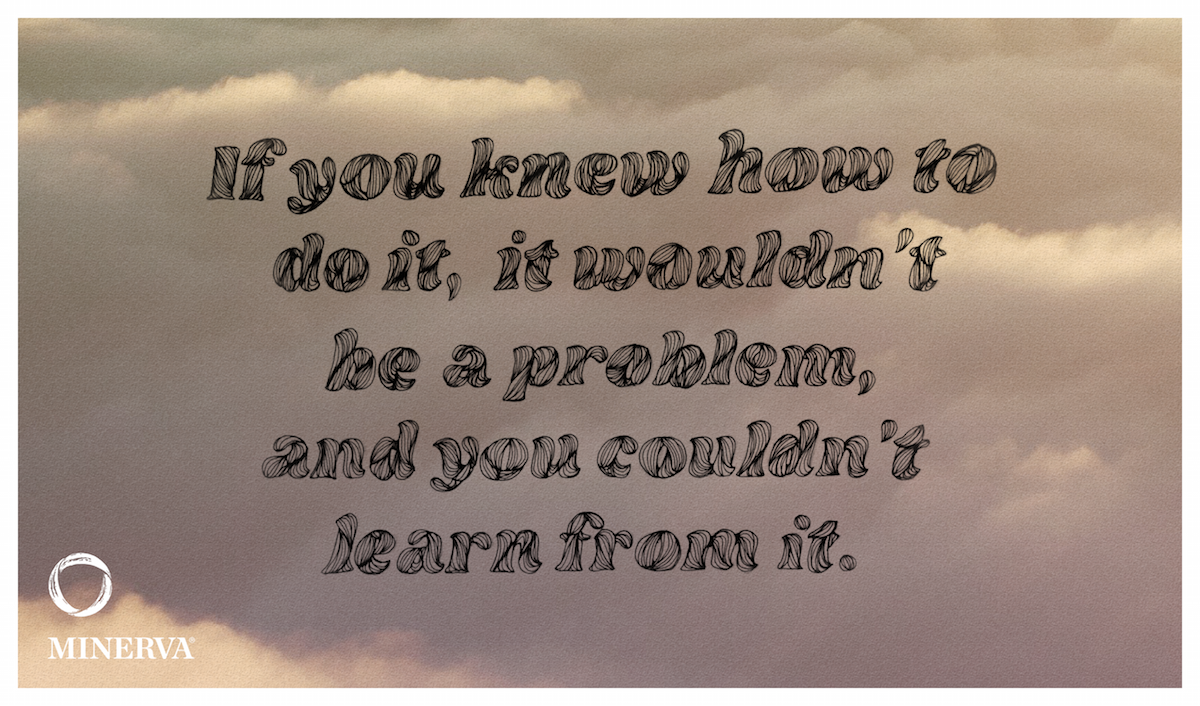 If you knew how to
do it, it wouldn't
be a problem,
and you couldn't
learn from it.
MINERVA®